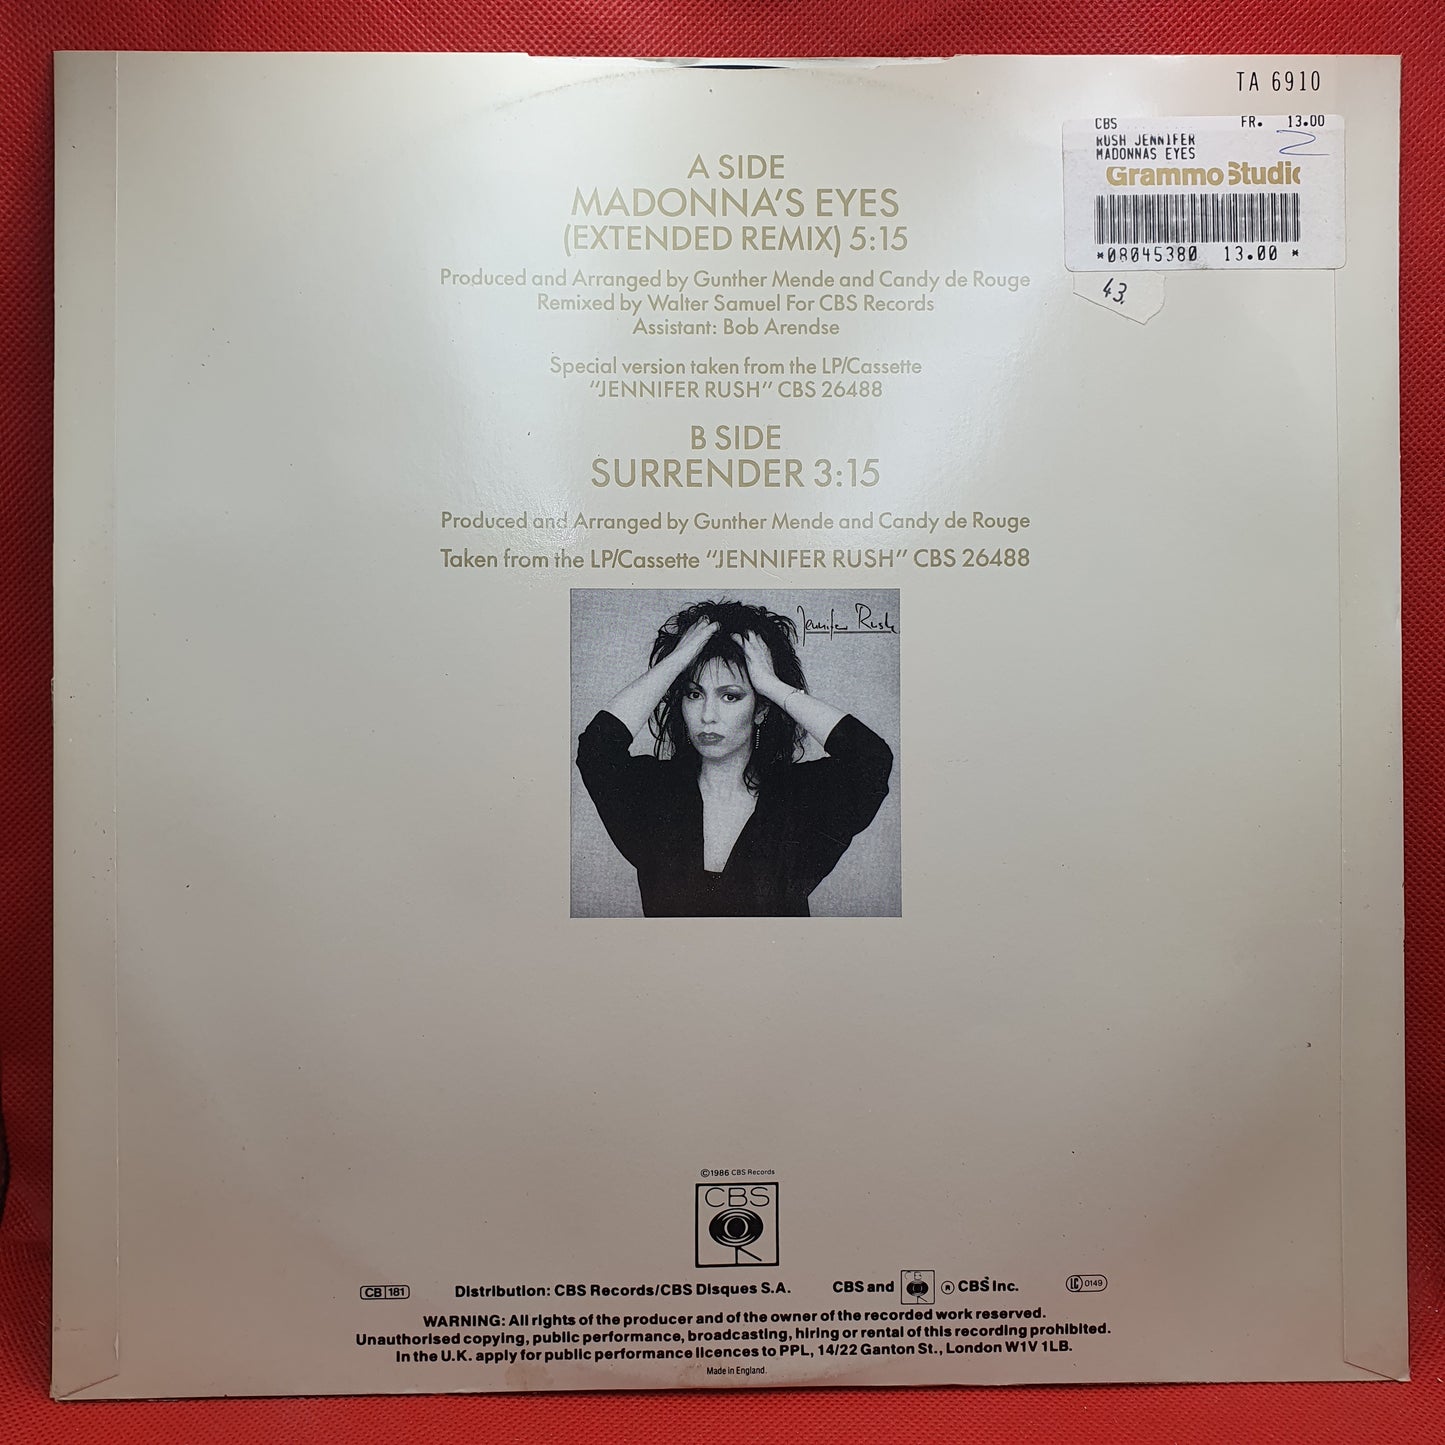 TA 6910
CBS FR. 13.00
RUSH JENNIFER
MADONNAS EYES
Grammo Studio
*08045380 13.00 *
43.
A SIDE
MADONNA'S EYES
(EXTENDED REMIX) 5:15
Produced and Arranged by Gunther Mende and Candy de Rouge
Remixed by Walter Samuel For CBS Records
Assistant: Bob Arendse
Special version taken from the LP/Cassette
"JENNIFER RUSH" CBS 26488
B SIDE
SURRENDER 3:15
Produced and Arranged by Gunther Mende and Candy de Rouge
Taken from the LP/Cassette "JENNIFER RUSH" CBS 26488
Jennifer Rush
©1986 CBS Records
CBS
CB 181
Distribution: CBS Records/CBS Disques S.A.
CBS and CBS ® CBS Inc.
LC 0149
WARNING: All rights of the producer and of the owner of the recorded work reserved.
Unauthorised copying, public performance, broadcasting, hiring or rental of this recording prohibited.
In the U.K. apply for public performance licences to PPL, 14/22 Ganton St., London W1V 1LB.
Made in England.